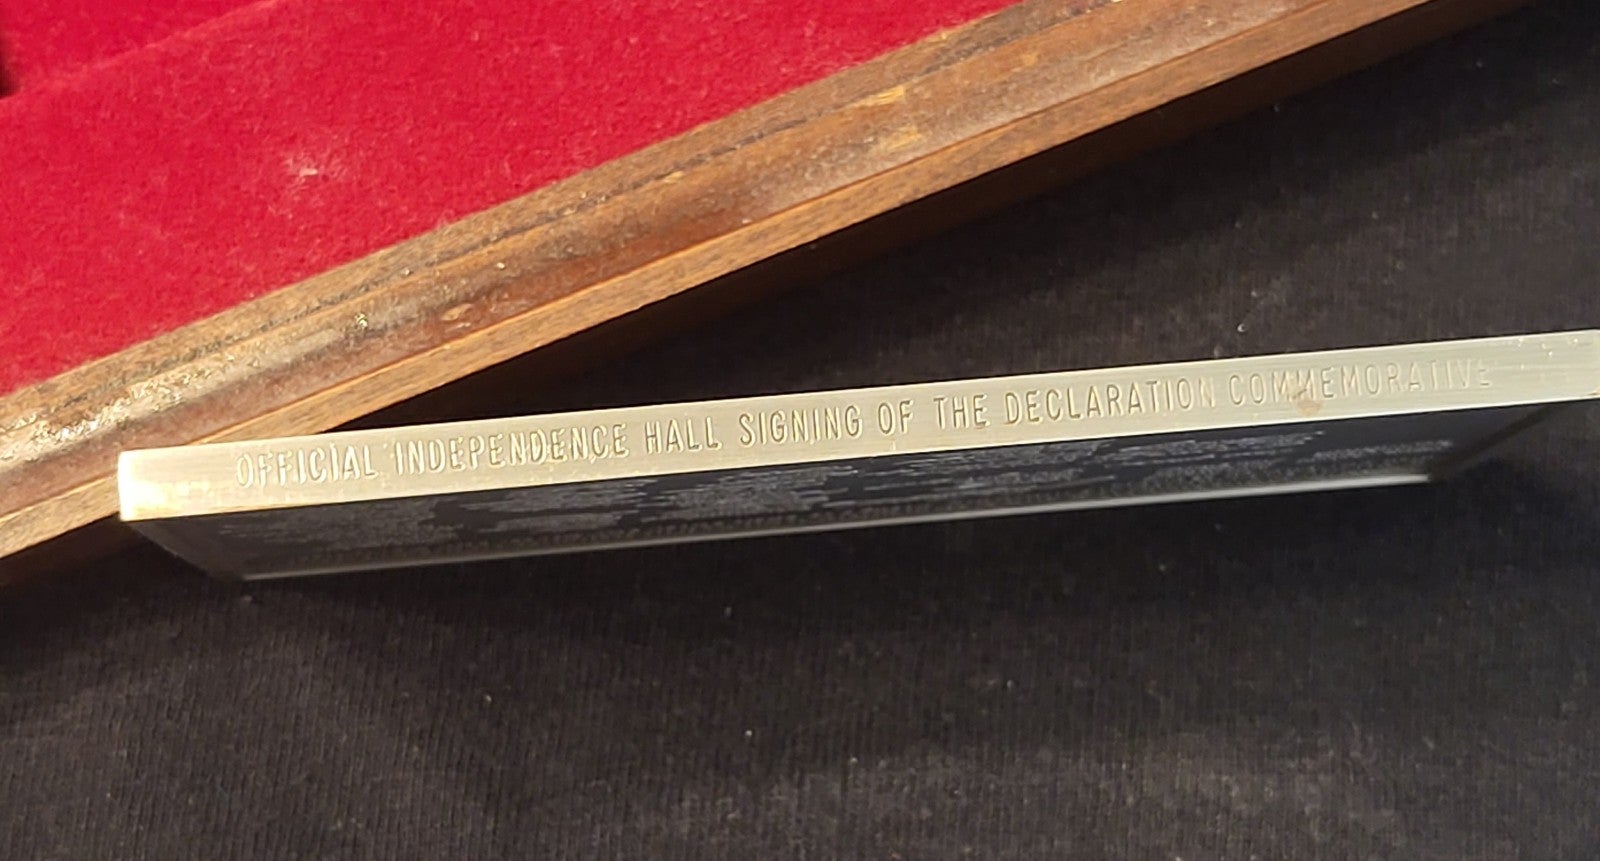 OFFICIAL INDEPENDENCE HALL SIGNING OF THE DECLARATION COMMEMORATIVE